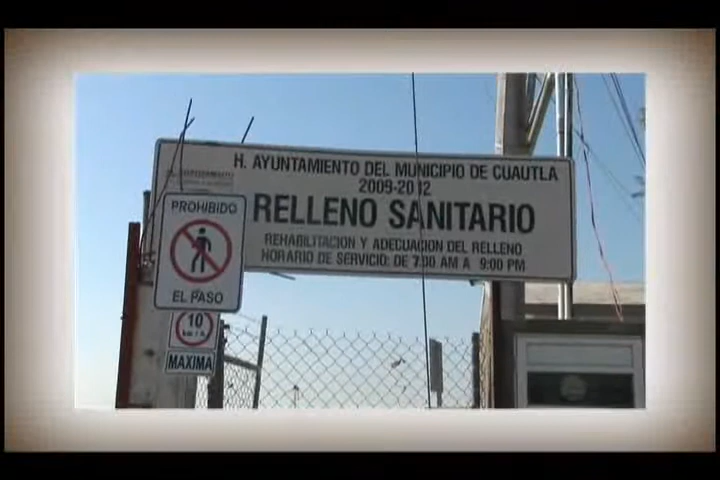 H. AYUNTAMIENTO DEL MUNICIPIO DE CUAUTLA
2009-2012
RELLENO SANITARIO
REHABILITACION Y ADECUACION DEL RELLENO
HORARIO DE SERVICIO: DE 7:00 AM A 9:00 PM
PROHIBIDO
EL PASO
10
MAXIMA